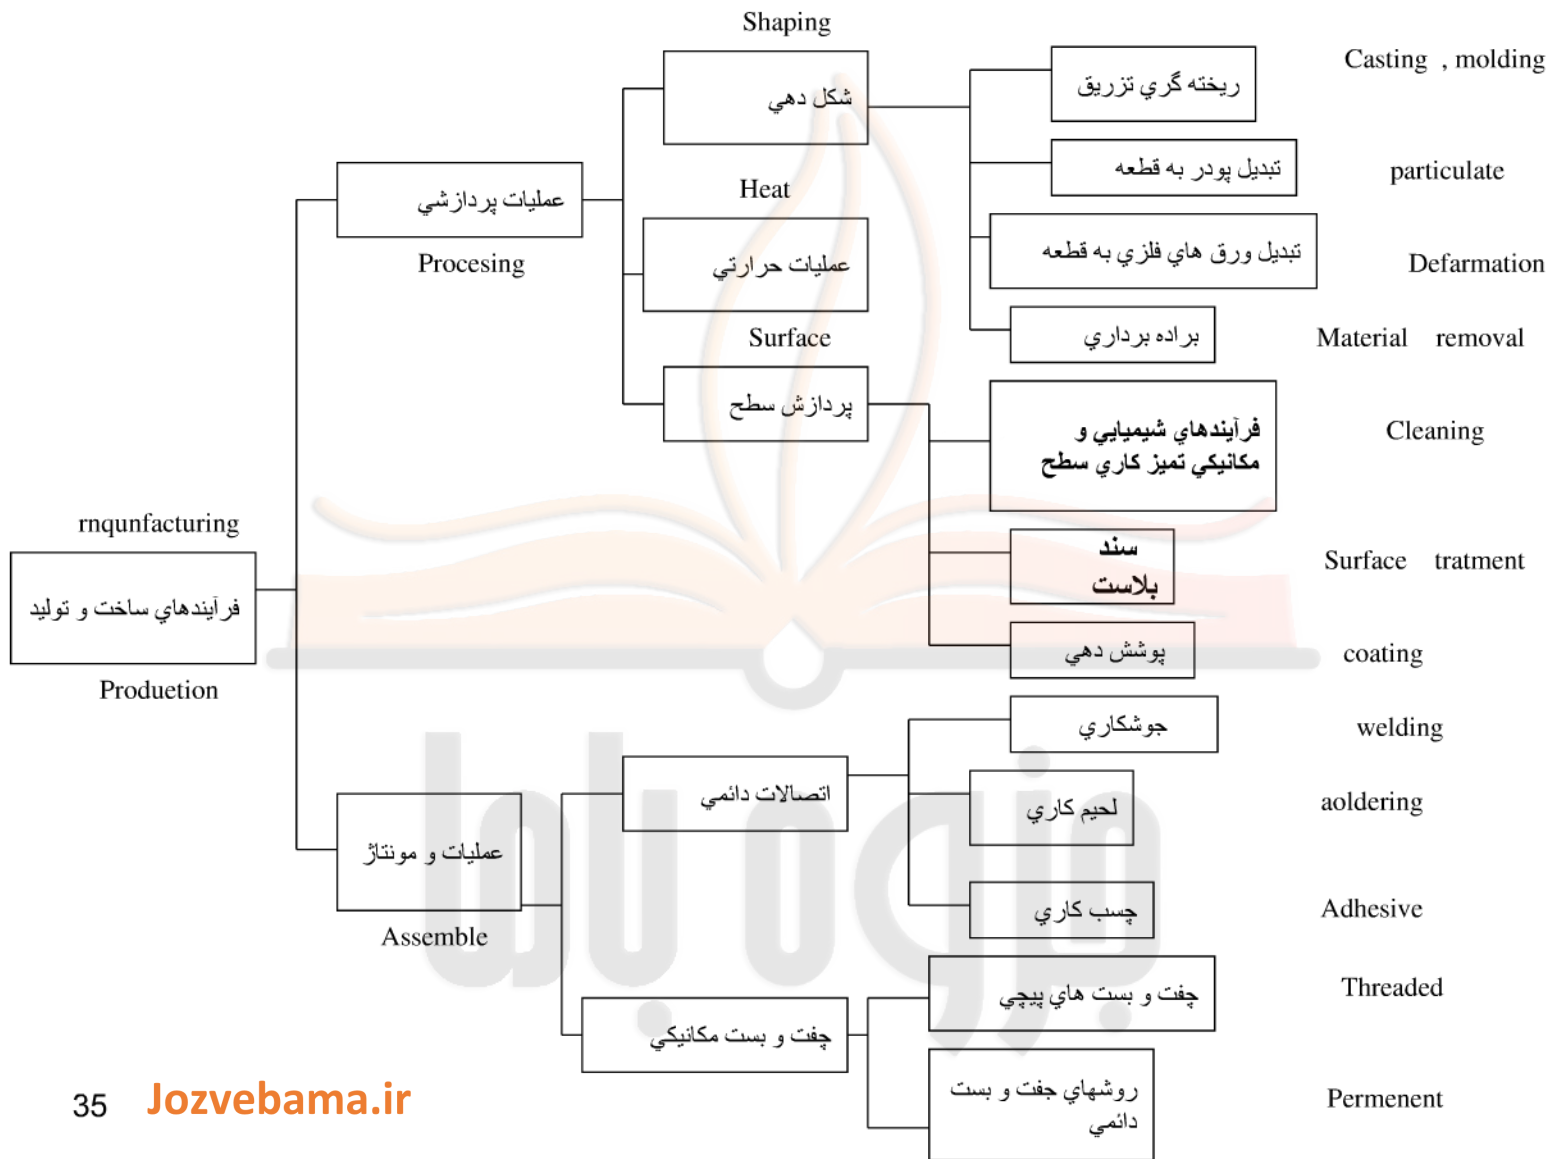 Shaping
شكل دهي
Casting , molding
ريخته گري تزريق
تبديل پودر به قطعه
particulate
عمليات پردازشي
Procesing
Heat
عمليات حرارتي
تبديل ورق هاي فلزي به قطعه
Defarmation
براده برداري
Material removal
Surface
پردازش سطح
فرآيندهاي شيميايي و
مكانيكي تميز كاري سطح
Cleaning
سند
بلاست
Surface tratment
پوشش دهي
coating
rnqunfacturing
فرآيندهاي ساخت و توليد
Produetion
جوشكاري
welding
اتصالات دائمي
لحيم كاري
aoldering
عمليات و مونتاژ
Assemble
چسب كاري
Adhesive
چفت و بست هاي پيچي
Threaded
چفت و بست مكانيكي
روشهاي جفت و بست
دائمي
Permenent
جزوه باما
35
Jozvebama.ir